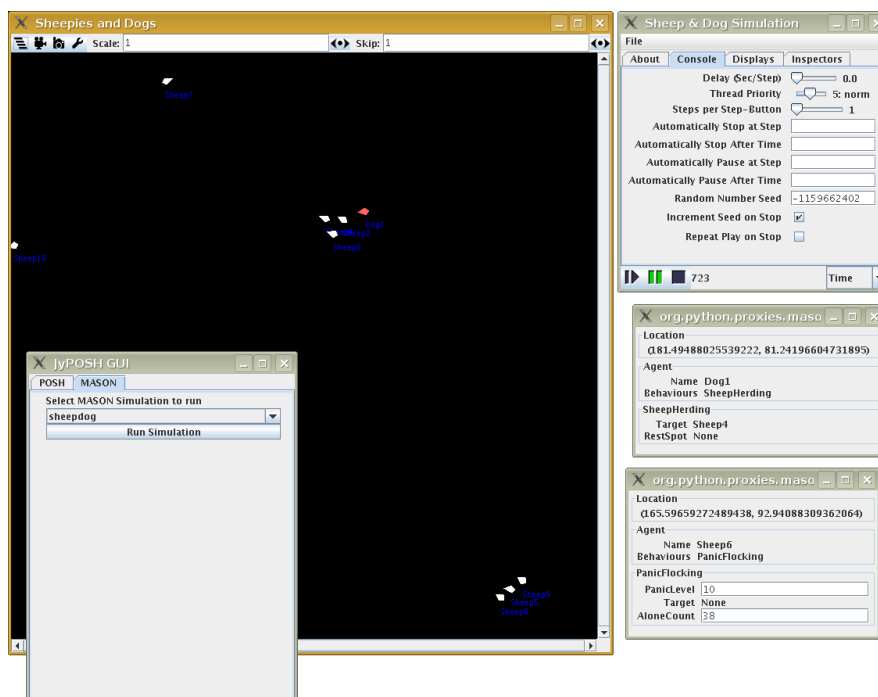 Sheepies and Dogs
Scale: 1
Skip: 1
Sheep7
Dog1
Sheep6
Sheep10
JyPOSH GUI
POSH
MASON
Select MASON Simulation to run
sheepdog
Run Simulation
Sheep & Dog Simulation
File
About
Console
Displays
Inspectors
Delay (Sec/Step)
0.0
Thread Priority
5: norm
Steps per Step-Button
1
Automatically Stop at Step
Automatically Stop After Time
Automatically Pause at Step
Automatically Pause After Time
Random Number Seed
-1159662402
Increment Seed on Stop
Repeat Play on Stop
723
Time
org.python.proxies.maso
Location
(181.49488025539222, 81.24196604731895)
Agent
Name Dog1
Behaviours SheepHerding
SheepHerding
Target Sheep4
RestSpot None
org.python.proxies.maso
Location
(165.59659272489438, 92.94088309362064)
Agent
Name Sheep6
Behaviours PanicFlocking
PanicFlocking
PanicLevel 10
Target None
AloneCount 38